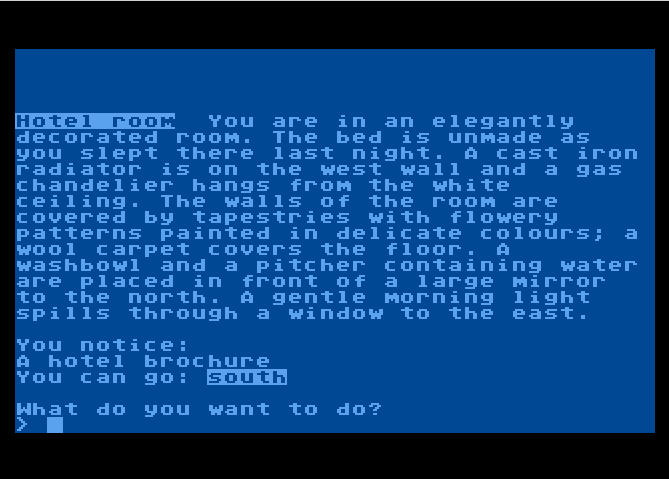 Hotel room  You are in an elegantly
decorated room. The bed is unmade as
you slept there last night. A cast iron
radiator is on the west wall and a gas
chandelier hangs from the white
ceiling. The walls of the room are
covered by tapestries with flowery
patterns painted in delicate colours; a
wool carpet covers the floor. A
washbowl and a pitcher containing water
are placed in front of a large mirror
to the north. A gentle morning light
spills through a window to the east.
You notice:
A hotel brochure
You can go: south
What do you want to do?
>